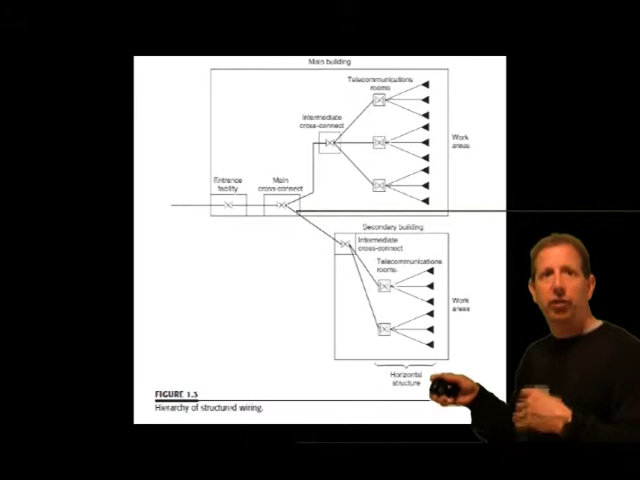 Main building
Telecommunications
rooms
Intermediate
cross-connect
Work
areas
Entrance
facility
Main
cross-connect
Secondary building
Intermediate
cross-connect
Telecommunications
rooms
Work
areas
Horizontal
structure
FIGURE 1.3
Hierarchy of structured wiring.